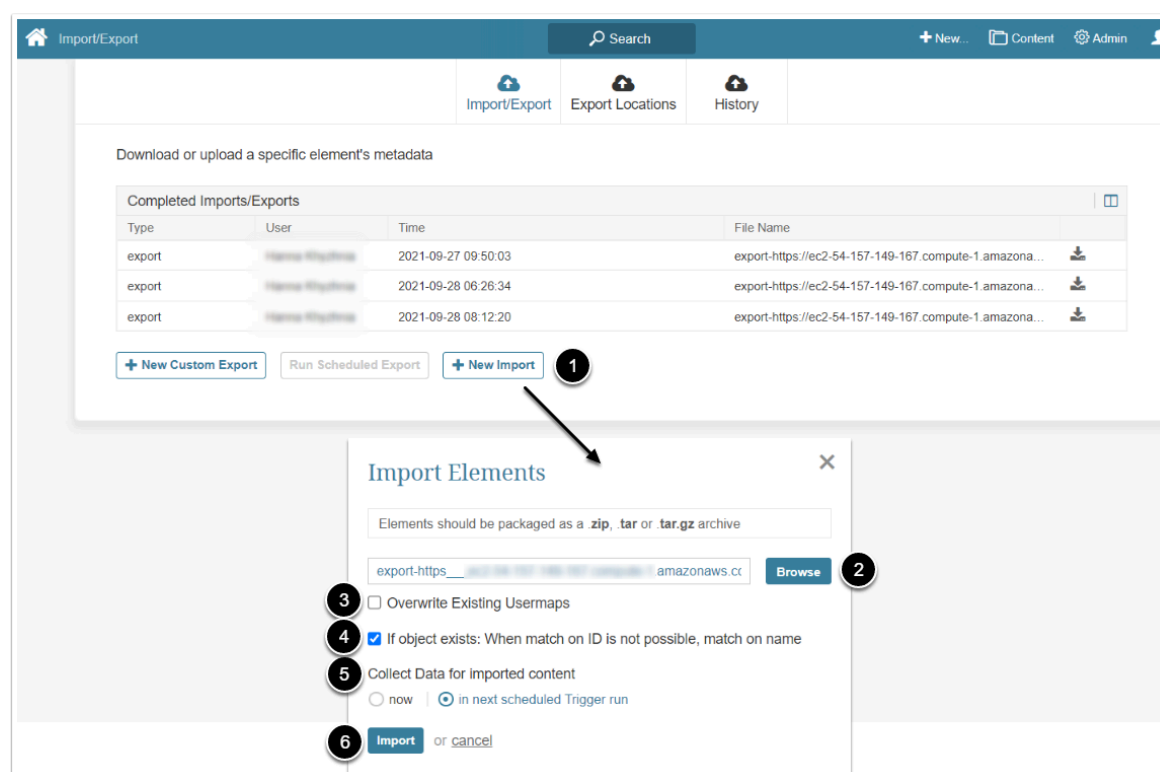 Import/Export Search New... Content Admin
Import/Export Export Locations History
Download or upload a specific element's metadata
Completed Imports/Exports
Type User Time File Name
export 2021-09-27 09:50:03 export-https://ec2-54-157-149-167.compute-1.amazona...
export 2021-09-28 06:26:34 export-https://ec2-54-157-149-167.compute-1.amazona...
export 2021-09-28 08:12:20 export-https://ec2-54-157-149-167.compute-1.amazona...
+ New Custom Export Run Scheduled Export + New Import 1
Import Elements
Elements should be packaged as a .zip, .tar or .tar.gz archive
export-https__ amazonaws.cc Browse 2
3 Overwrite Existing Usermaps
4 If object exists: When match on ID is not possible, match on name
5 Collect Data for imported content
now in next scheduled Trigger run
6 Import or cancel